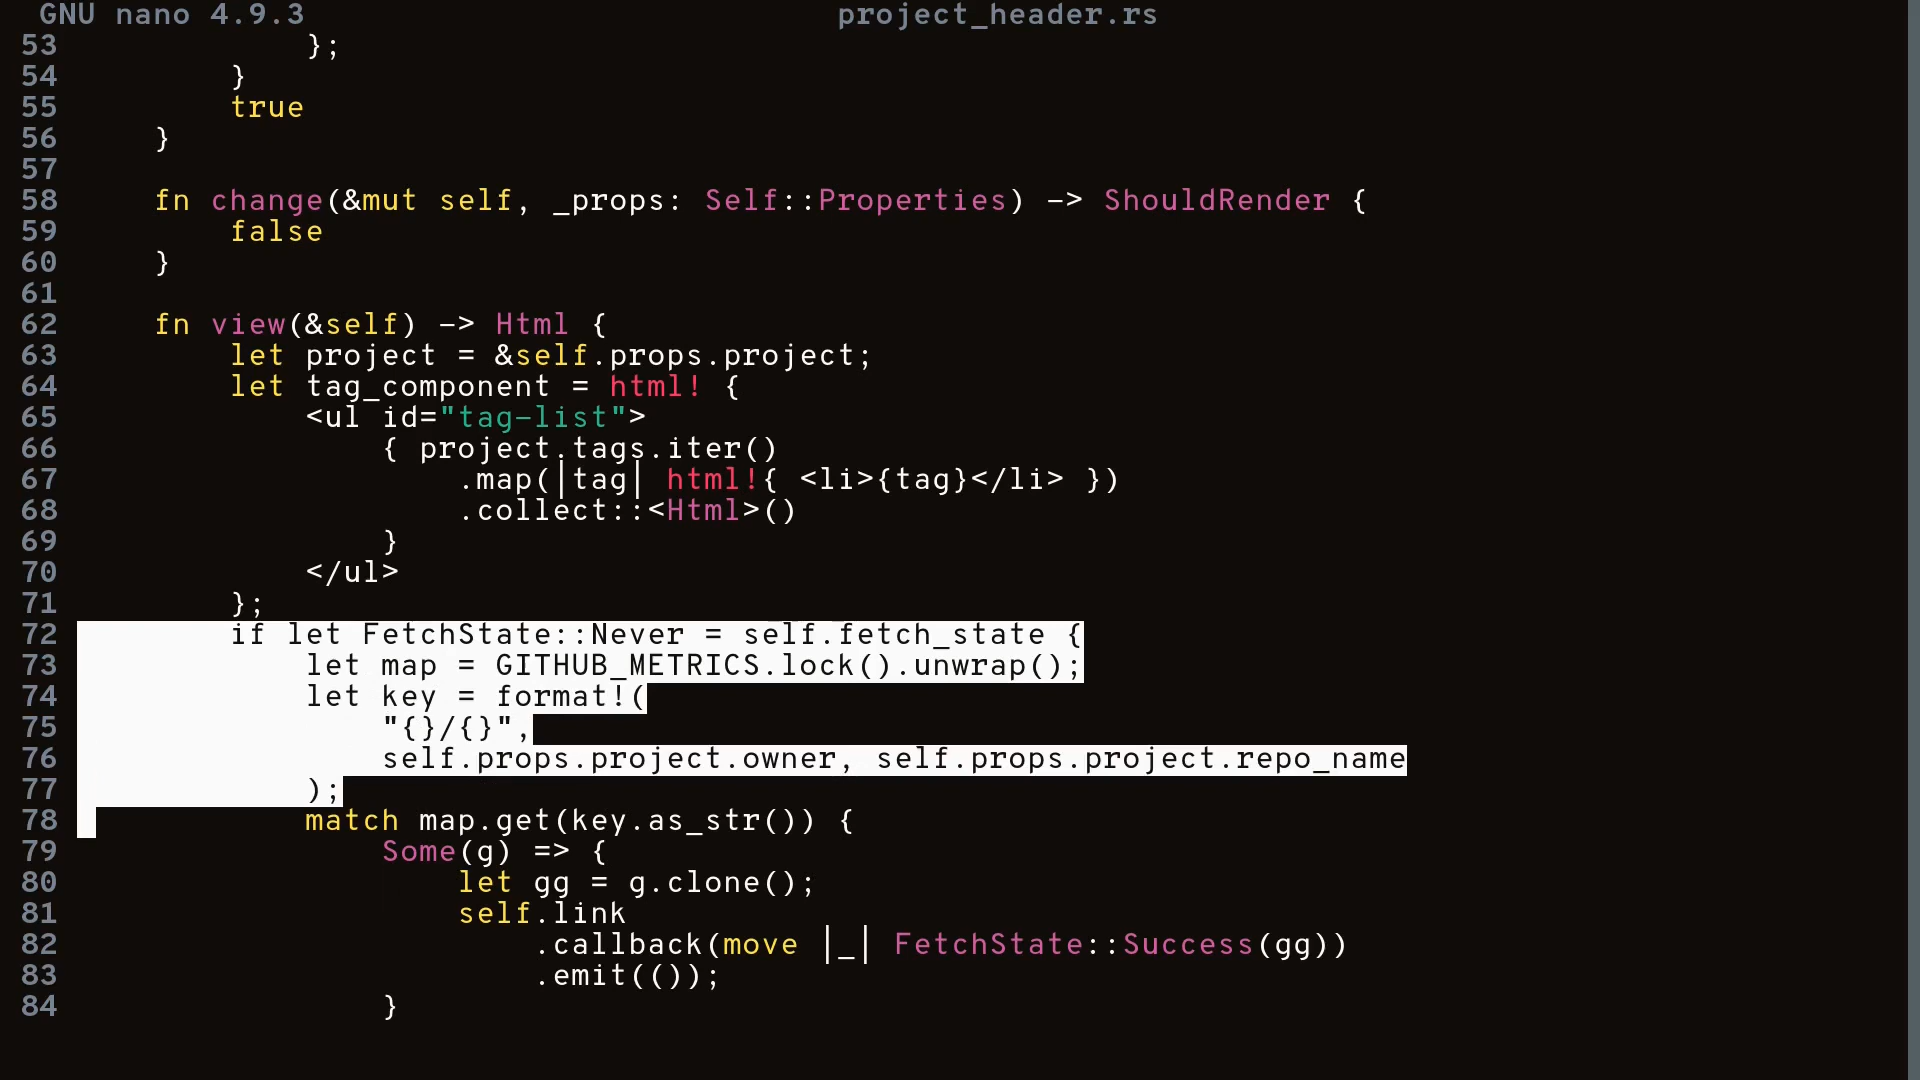 GNU nano 4.9.3 project_header.rs
53 };
54 }
55 true
56 }
57
58 fn change(&mut self, _props: Self::Properties) -> ShouldRender {
59 false
60 }
61
62 fn view(&self) -> Html {
63 let project = &self.props.project;
64 let tag_component = html! {
65 <ul id="tag-list">
66 { project.tags.iter()
67 .map(|tag| html!{ <li>{tag}</li> })
68 .collect::<Html>()
69 }
70 </ul>
71 };
72 if let FetchState::Never = self.fetch_state {
73 let map = GITHUB_METRICS.lock().unwrap();
74 let key = format!(
75 "{}/{}",
76 self.props.project.owner, self.props.project.repo_name
77 );
78 match map.get(key.as_str()) {
79 Some(g) => {
80 let gg = g.clone();
81 self.link
82 .callback(move |_| FetchState::Success(gg))
83 .emit(());
84 }